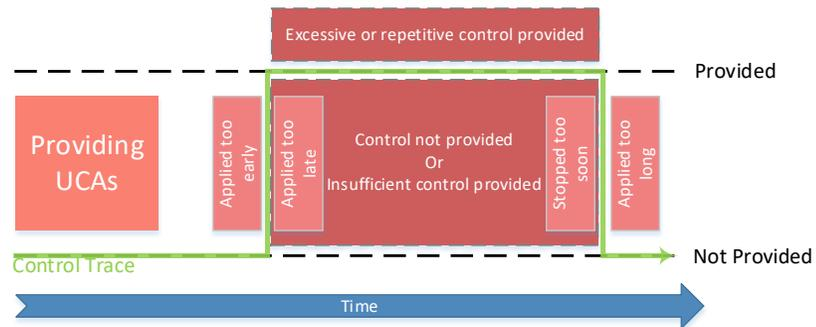 Excessive or repetitive control provided
Provided
Providing
UCAs
Applied too
early
Applied too
late
Control not provided
Or
Insufficient control provided
Stopped too
soon
Applied too
long
Not Provided
Control Trace
Time